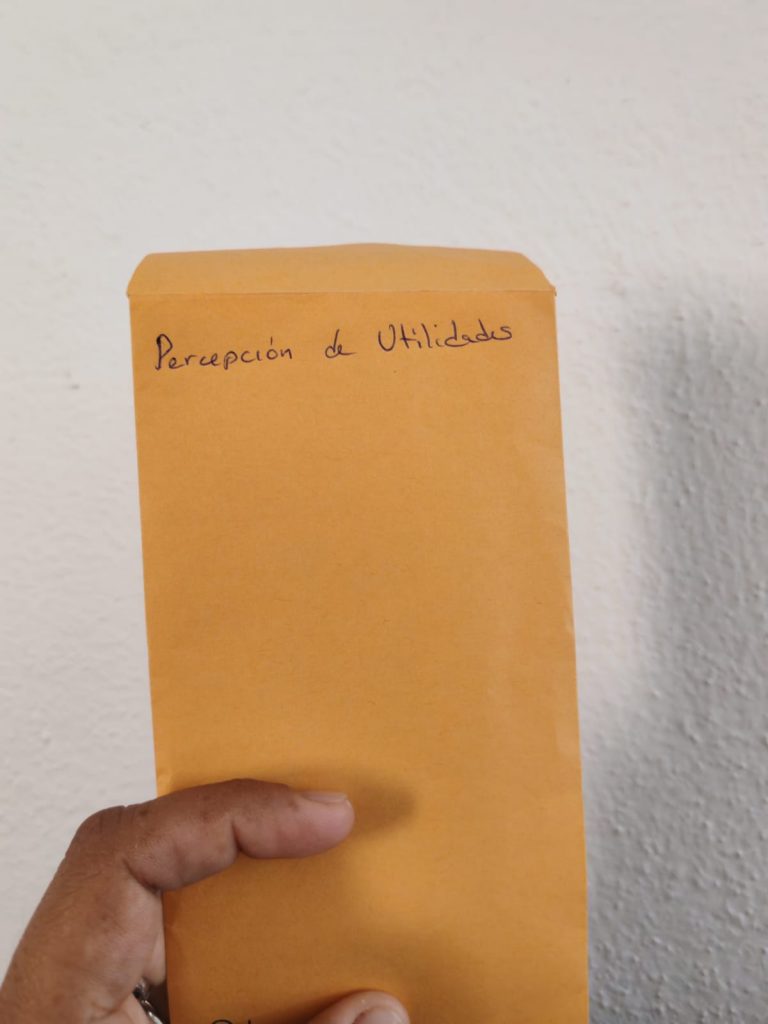 Percepción de Utilidades